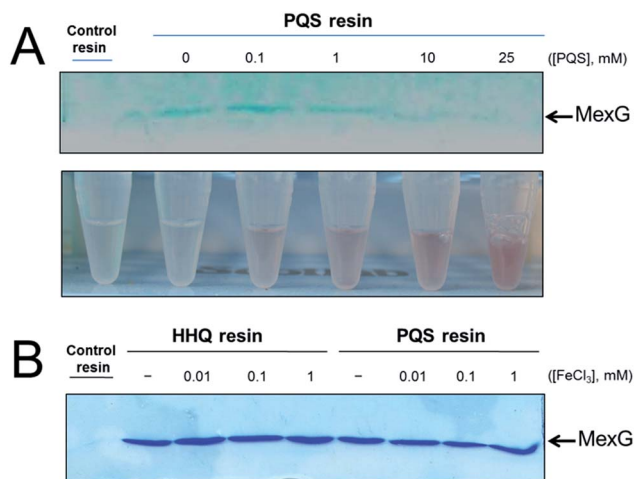 A
Control
resin
PQS resin
0 0.1 1 10 25 ([PQS], mM)
MexG
B
Control
resin
HHQ resin
PQS resin
– 0.01 0.1 1 – 0.01 0.1 1 ([FeCl₃], mM)
MexG